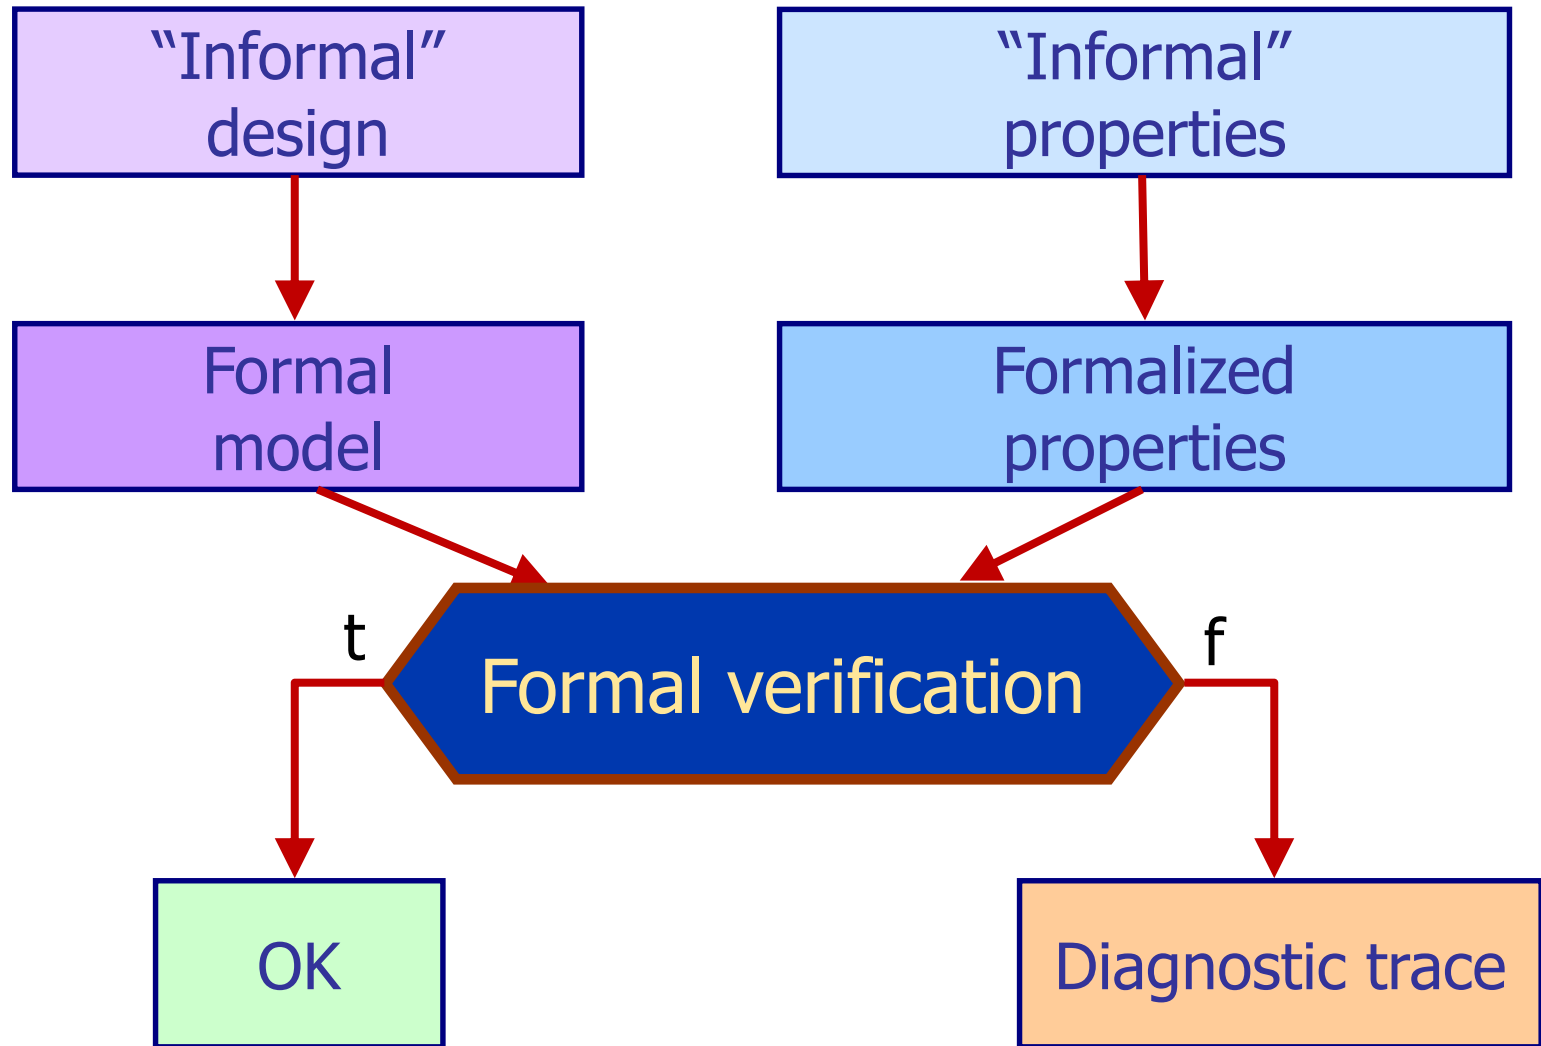 “Informal”
design
“Informal”
properties
Formal
model
Formalized
properties
t
f
Formal verification
OK
Diagnostic trace